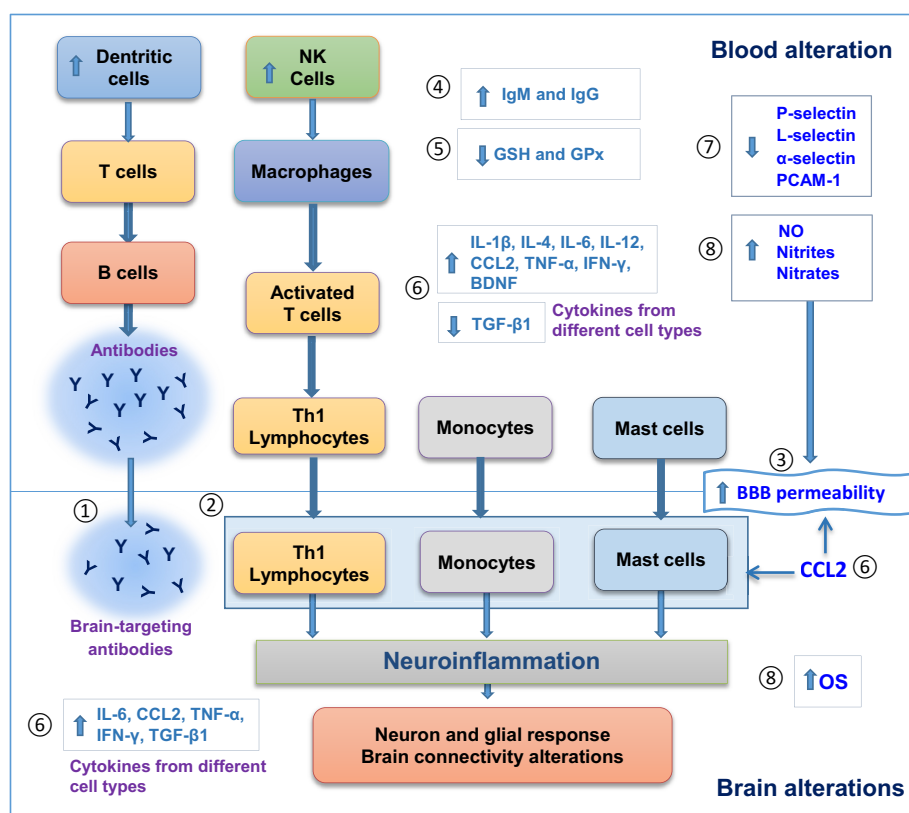 Blood alteration
Dentritic
cells
NK
Cells
④
IgM and IgG
⑤
GSH and GPx
⑦
P-selectin
L-selectin
α-selectin
PCAM-1
T cells
Macrophages
⑧
NO
Nitrites
Nitrates
⑥
IL-1β, IL-4, IL-6, IL-12,
CCL2, TNF-α, IFN-γ,
BDNF
TGF-β1
Cytokines from
different cell types
B cells
Activated
T cells
Antibodies
Y Y Y Y Y Y Y Y Y Y Y Y
Th1
Lymphocytes
Monocytes
Mast cells
③
BBB permeability
①
②
Y Y Y Y Y Y Y
Th1
Lymphocytes
Monocytes
Mast cells
CCL2
⑥
Brain-targeting
antibodies
Neuroinflammation
⑧
OS
⑥
IL-6, CCL2, TNF-α,
IFN-γ, TGF-β1
Cytokines from different
cell types
Neuron and glial response
Brain connectivity alterations
Brain alterations